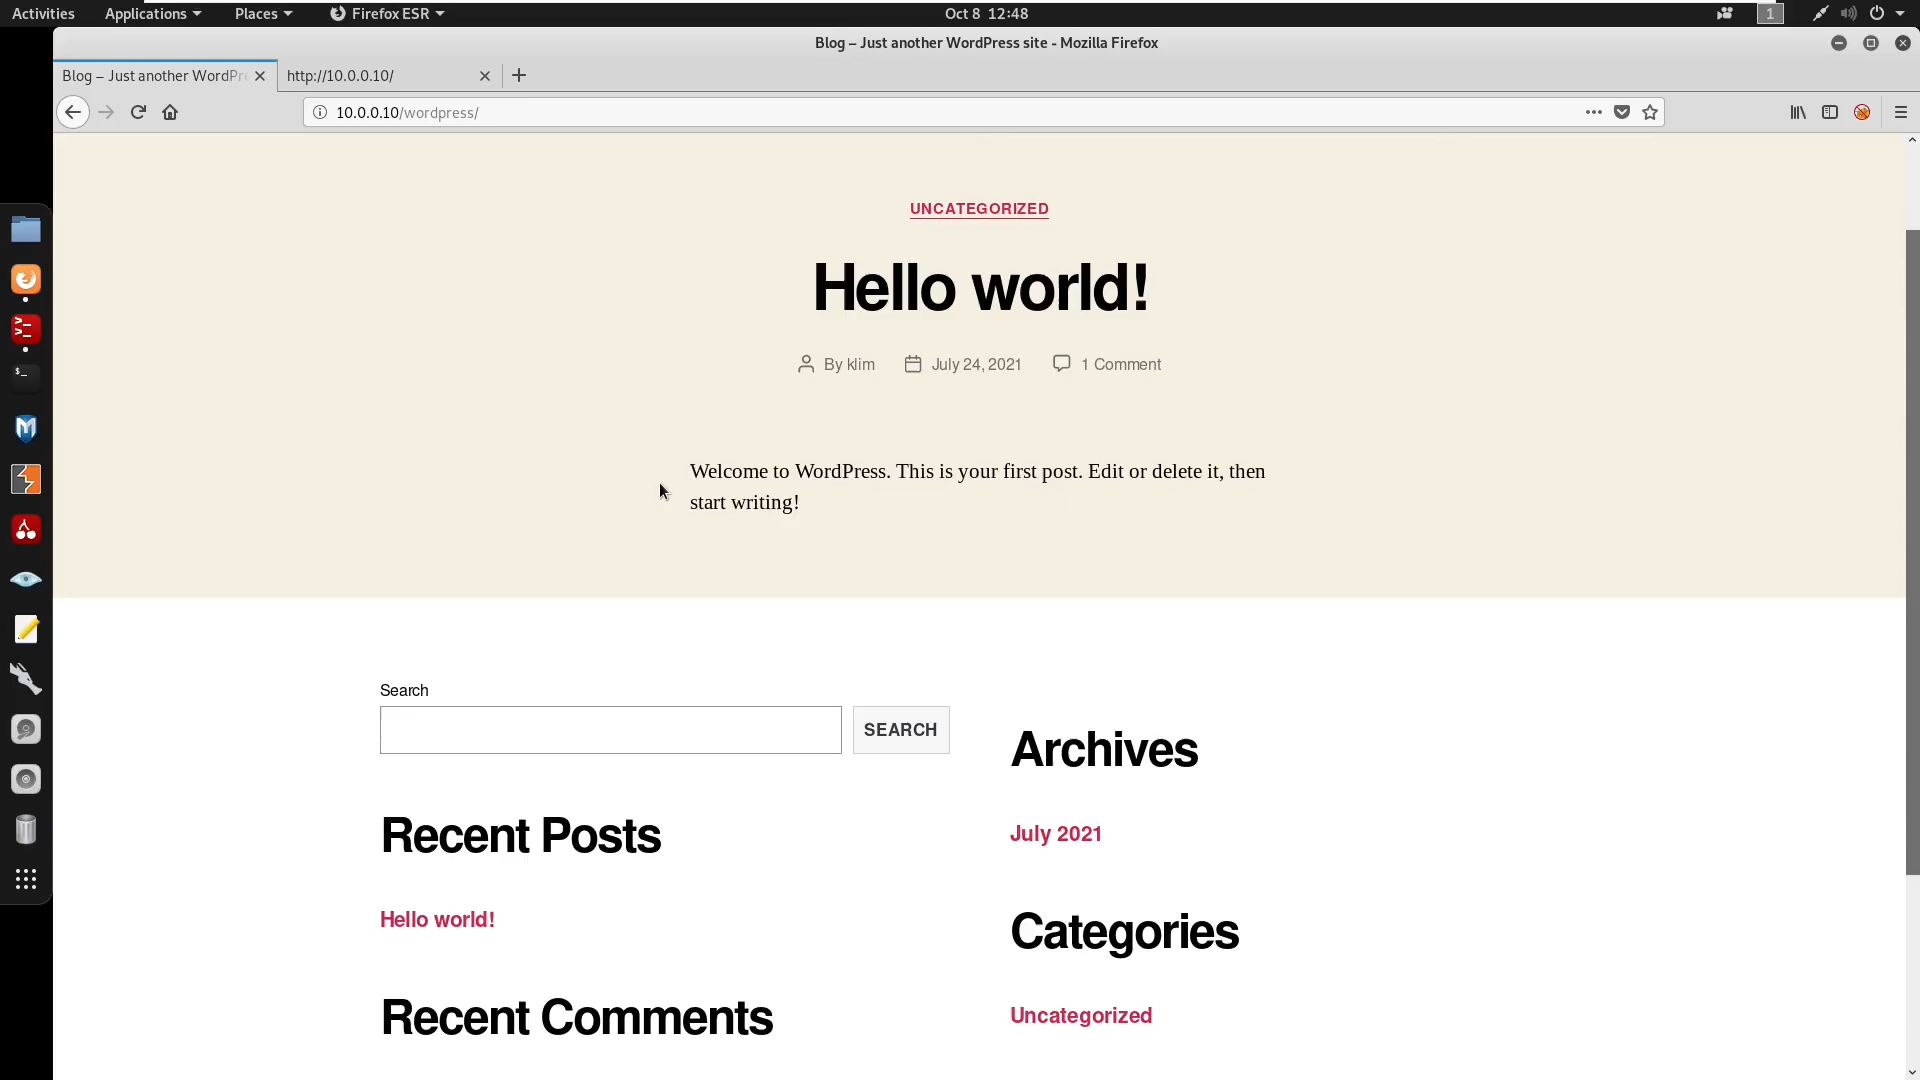 Activities Applications Places Firefox ESR Oct 8 12:48 1
Blog – Just another WordPress site - Mozilla Firefox
Blog – Just another WordPre http://10.0.0.10/
10.0.0.10/wordpress/
UNCATEGORIZED
Hello world!
By klim July 24, 2021 1 Comment
Welcome to WordPress. This is your first post. Edit or delete it, then
start writing!
Search
SEARCH
Recent Posts
Hello world!
Recent Comments
Archives
July 2021
Categories
Uncategorized